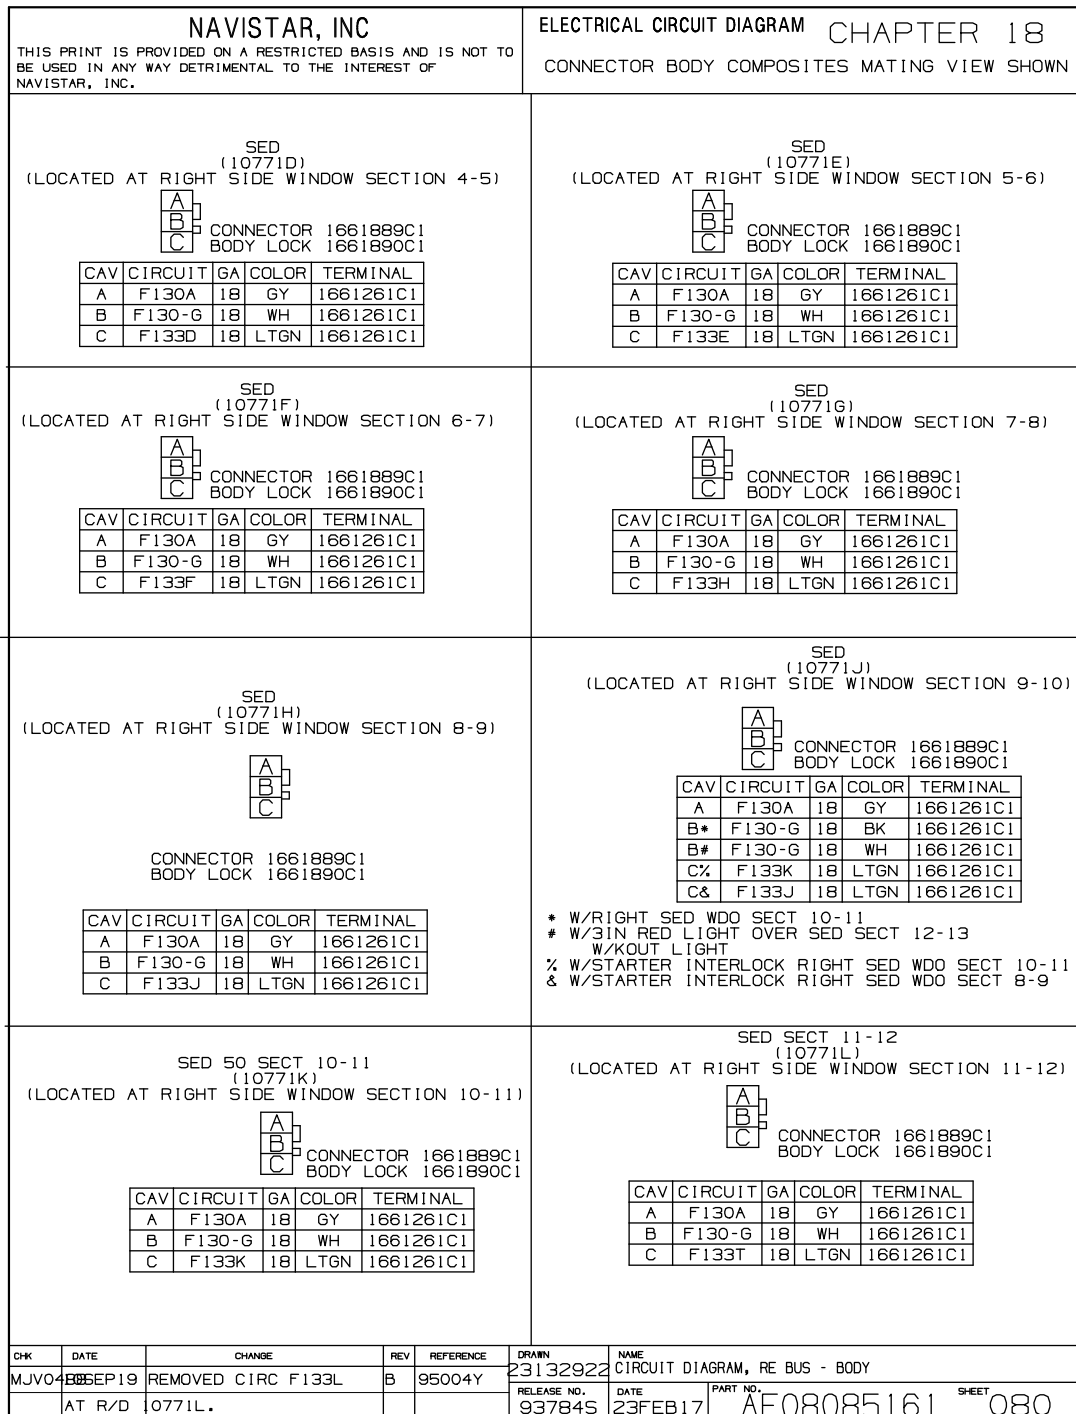 NAVISTAR, INC
THIS PRINT IS PROVIDED ON A RESTRICTED BASIS AND IS NOT TO
BE USED IN ANY WAY DETRIMENTAL TO THE INTEREST OF
NAVISTAR, INC.
ELECTRICAL CIRCUIT DIAGRAM CHAPTER 18
CONNECTOR BODY COMPOSITES MATING VIEW SHOWN
SED
(10771D)
(LOCATED AT RIGHT SIDE WINDOW SECTION 4-5)
A
B
C
CONNECTOR 1661889C1
BODY LOCK 1661890C1
CAV CIRCUIT GA COLOR TERMINAL
A F130A 18 GY 1661261C1
B F130-G 18 WH 1661261C1
C F133D 18 LTGN 1661261C1
SED
(10771E)
(LOCATED AT RIGHT SIDE WINDOW SECTION 5-6)
A
B
C
CONNECTOR 1661889C1
BODY LOCK 1661890C1
CAV CIRCUIT GA COLOR TERMINAL
A F130A 18 GY 1661261C1
B F130-G 18 WH 1661261C1
C F133E 18 LTGN 1661261C1
SED
(10771F)
(LOCATED AT RIGHT SIDE WINDOW SECTION 6-7)
A
B
C
CONNECTOR 1661889C1
BODY LOCK 1661890C1
CAV CIRCUIT GA COLOR TERMINAL
A F130A 18 GY 1661261C1
B F130-G 18 WH 1661261C1
C F133F 18 LTGN 1661261C1
SED
(10771G)
(LOCATED AT RIGHT SIDE WINDOW SECTION 7-8)
A
B
C
CONNECTOR 1661889C1
BODY LOCK 1661890C1
CAV CIRCUIT GA COLOR TERMINAL
A F130A 18 GY 1661261C1
B F130-G 18 WH 1661261C1
C F133H 18 LTGN 1661261C1
SED
(10771H)
(LOCATED AT RIGHT SIDE WINDOW SECTION 8-9)
A
B
C
CONNECTOR 1661889C1
BODY LOCK 1661890C1
CAV CIRCUIT GA COLOR TERMINAL
A F130A 18 GY 1661261C1
B F130-G 18 WH 1661261C1
C F133J 18 LTGN 1661261C1
SED
(10771J)
(LOCATED AT RIGHT SIDE WINDOW SECTION 9-10)
A
B
C
CONNECTOR 1661889C1
BODY LOCK 1661890C1
CAV CIRCUIT GA COLOR TERMINAL
A F130A 18 GY 1661261C1
B* F130-G 18 BK 1661261C1
B# F130-G 18 WH 1661261C1
C% F133K 18 LTGN 1661261C1
C& F133J 18 LTGN 1661261C1
* W/RIGHT SED WDO SECT 10-11
# W/3IN RED LIGHT OVER SED SECT 12-13
W/KOUT LIGHT
% W/STARTER INTERLOCK RIGHT SED WDO SECT 10-11
& W/STARTER INTERLOCK RIGHT SED WDO SECT 8-9
SED 50 SECT 10-11
(10771K)
(LOCATED AT RIGHT SIDE WINDOW SECTION 10-11)
A
B
C
CONNECTOR 1661889C1
BODY LOCK 1661890C1
CAV CIRCUIT GA COLOR TERMINAL
A F130A 18 GY 1661261C1
B F130-G 18 WH 1661261C1
C F133K 18 LTGN 1661261C1
SED SECT 11-12
(10771L)
(LOCATED AT RIGHT SIDE WINDOW SECTION 11-12)
A
B
C
CONNECTOR 1661889C1
BODY LOCK 1661890C1
CAV CIRCUIT GA COLOR TERMINAL
A F130A 18 GY 1661261C1
B F130-G 18 WH 1661261C1
C F133T 18 LTGN 1661261C1
CHK DATE CHANGE REV REFERENCE
SEP19 REMOVED CIRC F133L B 95004Y
AT R/D 10771L.
DRAWN
23132922
NAME
CIRCUIT DIAGRAM, RE BUS - BODY
RELEASE NO.
93784S
DATE
23FEB17
PART NO.
AE08085161
SHEET
080